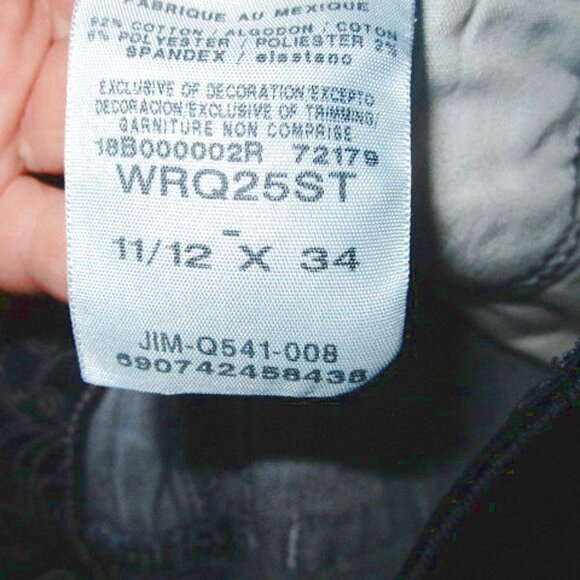 FABRIQUE AU MEXIQUE
92% COTTON / ALGODON / COTON
6% POLYESTER / POLIESTER 2%
SPANDEX / elastano
EXCLUSIVE OF DECORATION/EXCEPTO
DECORACION/EXCLUSIVE OF TRIMMING/
GARNITURE NON COMPRISE
18B000002R 72179
WRQ25ST
-
11/12 X 34
JIM-Q541-008
690742458438